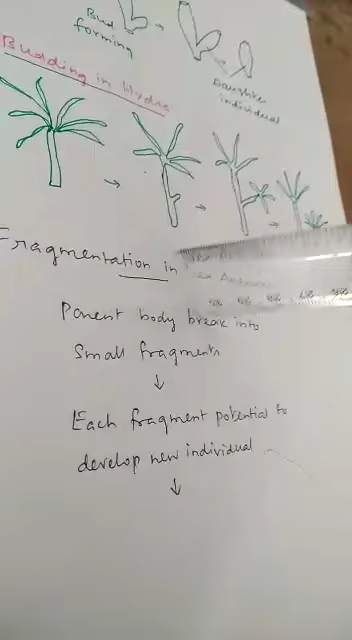 Bud
forming
Daughter
individual
Budding in Hydra
Fragmentation in
Parent body break into
Small fragments
Each fragment potential to
develop new individual